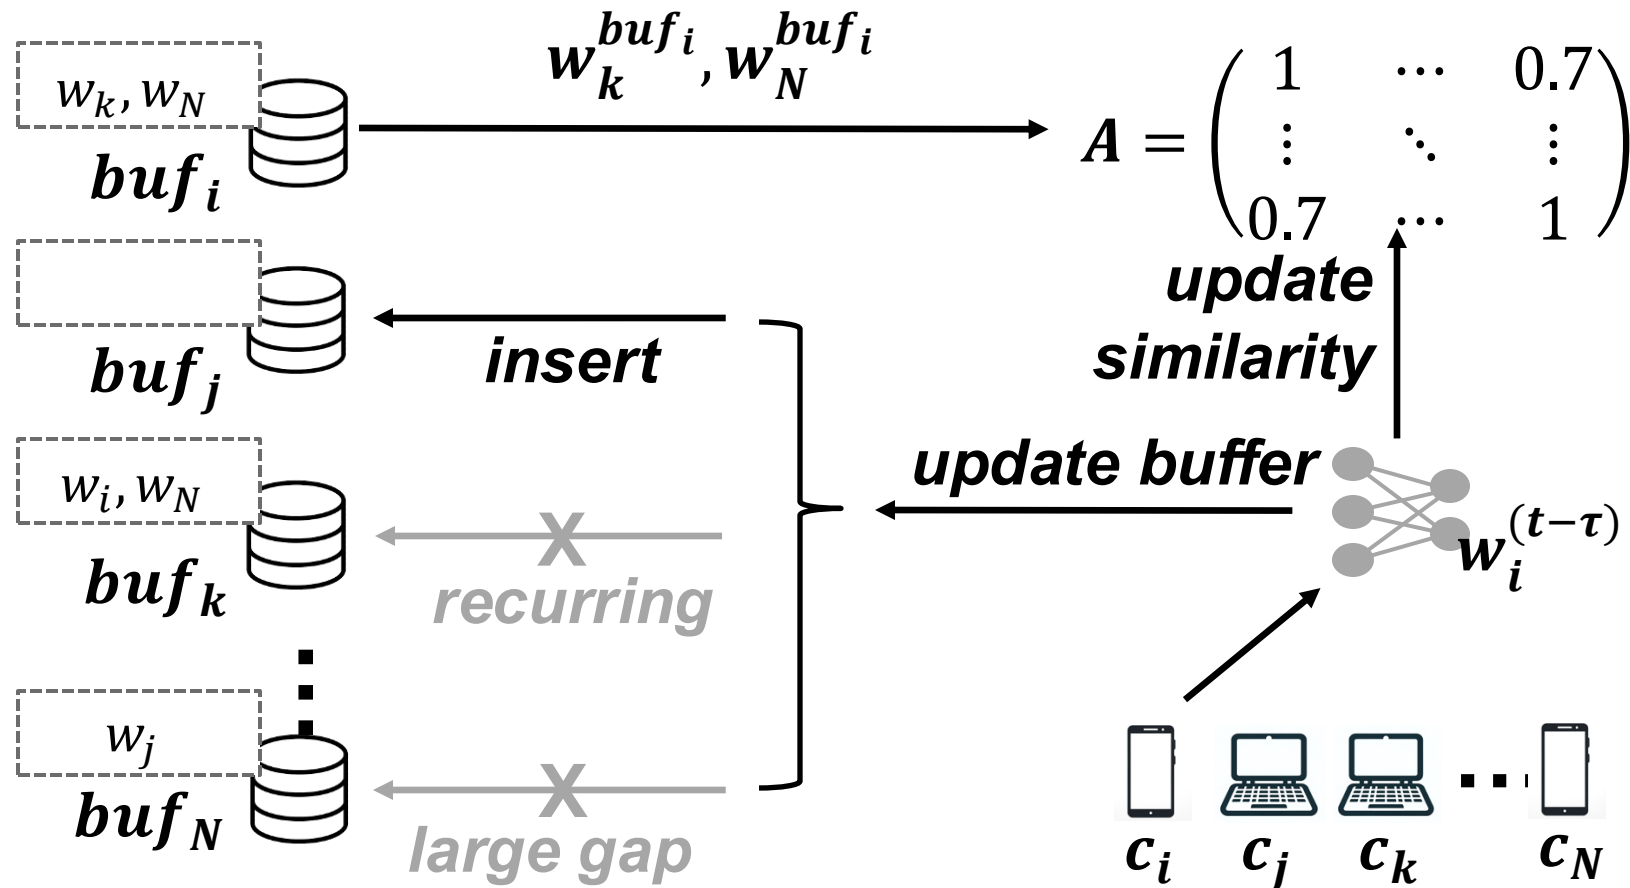 w_k, w_N
buf_i
w_k^{buf_i}, w_N^{buf_i}
A = ( 1 ⋯ 0.7
⋮ ⋱ ⋮
0.7 ⋯ 1 )
buf_j
insert
update
similarity
w_i, w_N
buf_k
X
recurring
update buffer
w_i^{(t−τ)}
w_j
buf_N
X
large gap
c_i c_j c_k ⋯ c_N